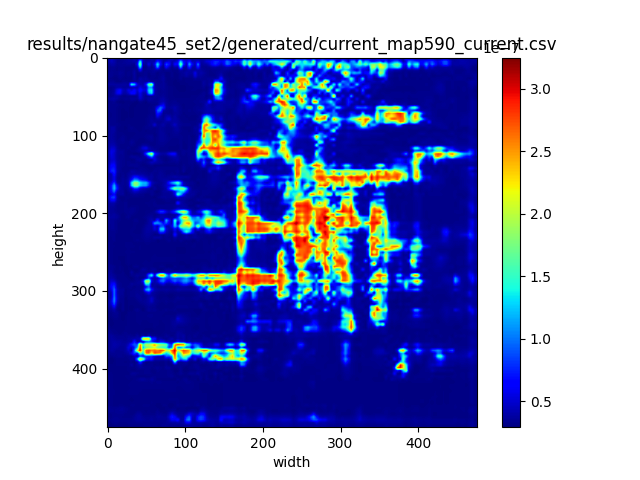 results/nangate45_set2/generated/current_map590_current.csv
1e−7
0
100
200
300
400
height
0 100 200 300 400
width
3.0
2.5
2.0
1.5
1.0
0.5